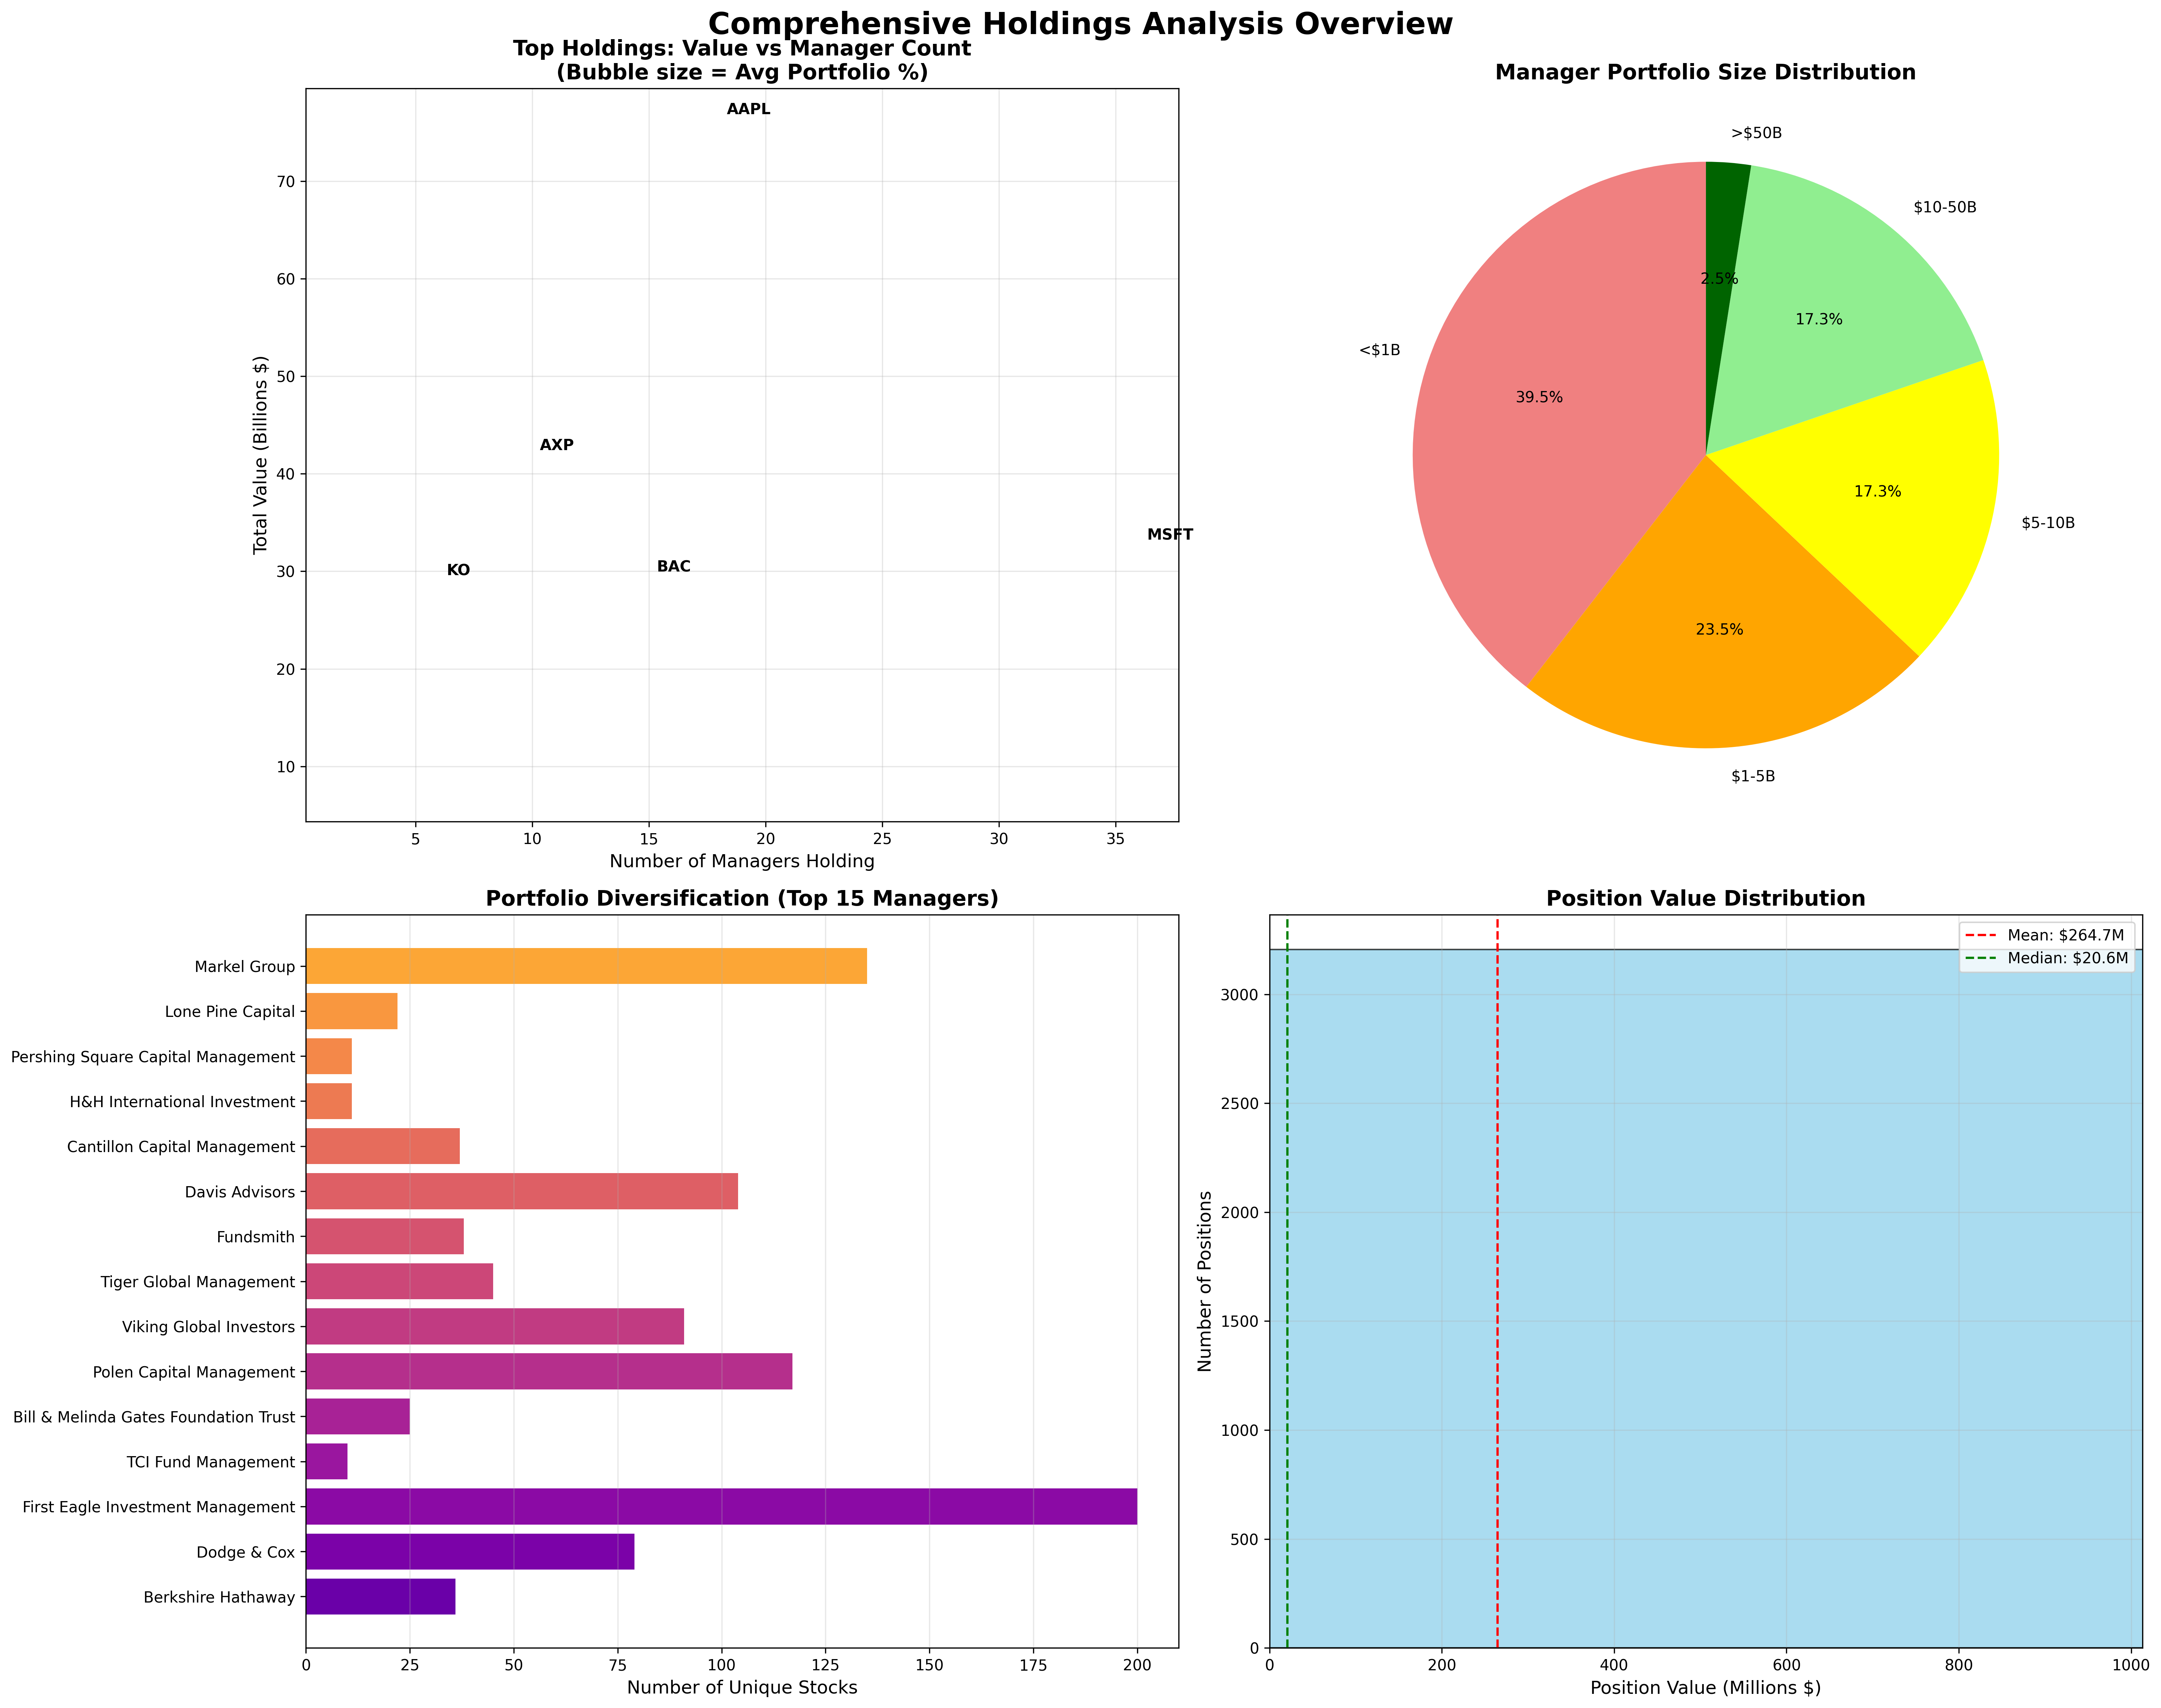 Comprehensive Holdings Analysis Overview
Top Holdings: Value vs Manager Count
(Bubble size = Avg Portfolio %)
AAPL
AXP
MSFT
KO
BAC
70
60
50
40
30
20
10
Total Value (Billions $)
5
10
15
20
25
30
35
Number of Managers Holding
Manager Portfolio Size Distribution
>$50B
$10-50B
2.5%
17.3%
<$1B
39.5%
17.3%
$5-10B
23.5%
$1-5B
Portfolio Diversification (Top 15 Managers)
Markel Group
Lone Pine Capital
Pershing Square Capital Management
H&H International Investment
Cantillon Capital Management
Davis Advisors
Fundsmith
Tiger Global Management
Viking Global Investors
Polen Capital Management
Bill & Melinda Gates Foundation Trust
TCI Fund Management
First Eagle Investment Management
Dodge & Cox
Berkshire Hathaway
0
25
50
75
100
125
150
175
200
Number of Unique Stocks
Position Value Distribution
Mean: $264.7M
Median: $20.6M
3000
2500
2000
1500
1000
500
0
Number of Positions
0
200
400
600
800
1000
Position Value (Millions $)